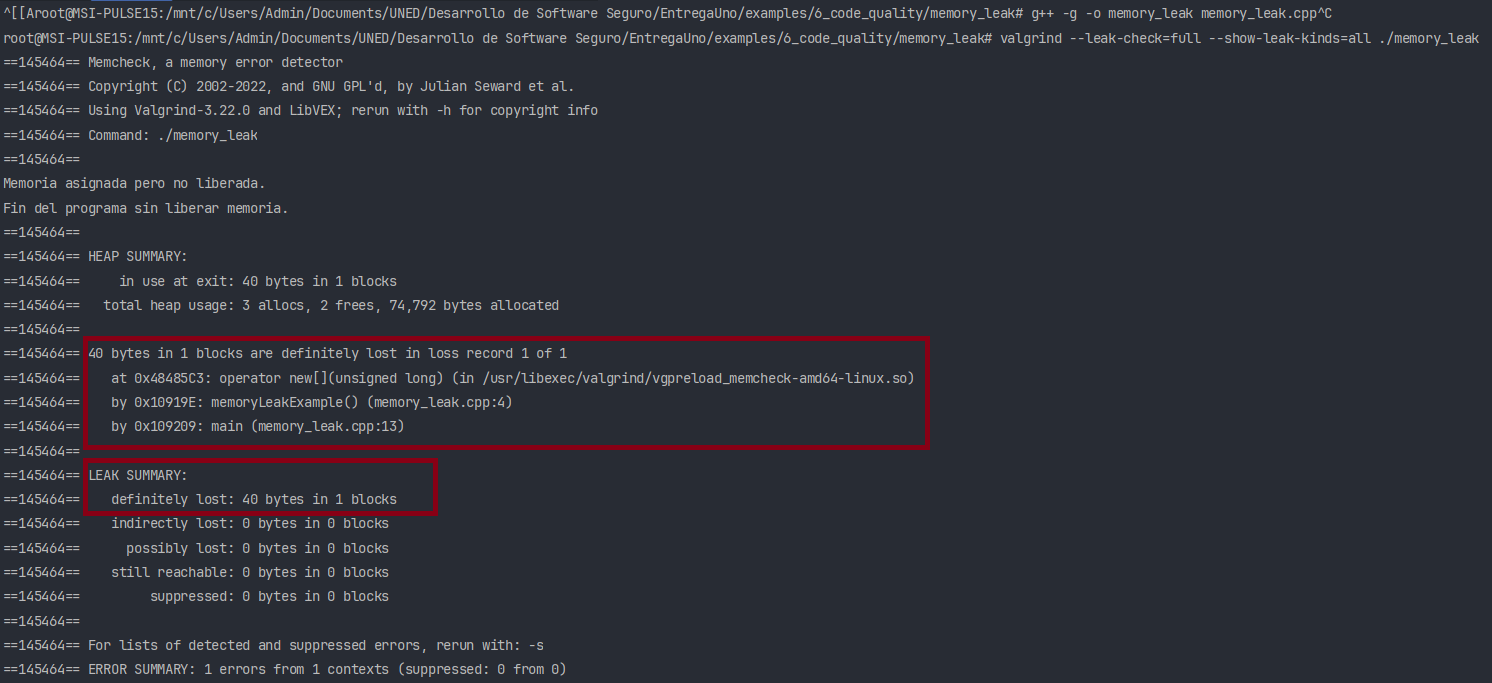 ^[[Aroot@MSI-PULSE15:/mnt/c/Users/Admin/Documents/UNED/Desarrollo de Software Seguro/EntregaUno/examples/6_code_quality/memory_leak# g++ -g -o memory_leak memory_leak.cpp^C
root@MSI-PULSE15:/mnt/c/Users/Admin/Documents/UNED/Desarrollo de Software Seguro/EntregaUno/examples/6_code_quality/memory_leak# valgrind --leak-check=full --show-leak-kinds=all ./memory_leak
==145464== Memcheck, a memory error detector
==145464== Copyright (C) 2002-2022, and GNU GPL'd, by Julian Seward et al.
==145464== Using Valgrind-3.22.0 and LibVEX; rerun with -h for copyright info
==145464== Command: ./memory_leak
==145464==
Memoria asignada pero no liberada.
Fin del programa sin liberar memoria.
==145464==
==145464== HEAP SUMMARY:
==145464==     in use at exit: 40 bytes in 1 blocks
==145464==   total heap usage: 3 allocs, 2 frees, 74,792 bytes allocated
==145464==
==145464== 40 bytes in 1 blocks are definitely lost in loss record 1 of 1
==145464==    at 0x48485C3: operator new[](unsigned long) (in /usr/libexec/valgrind/vgpreload_memcheck-amd64-linux.so)
==145464==    by 0x10919E: memoryLeakExample() (memory_leak.cpp:4)
==145464==    by 0x109209: main (memory_leak.cpp:13)
==145464==
==145464== LEAK SUMMARY:
==145464==    definitely lost: 40 bytes in 1 blocks
==145464==    indirectly lost: 0 bytes in 0 blocks
==145464==      possibly lost: 0 bytes in 0 blocks
==145464==    still reachable: 0 bytes in 0 blocks
==145464==         suppressed: 0 bytes in 0 blocks
==145464==
==145464== For lists of detected and suppressed errors, rerun with: -s
==145464== ERROR SUMMARY: 1 errors from 1 contexts (suppressed: 0 from 0)